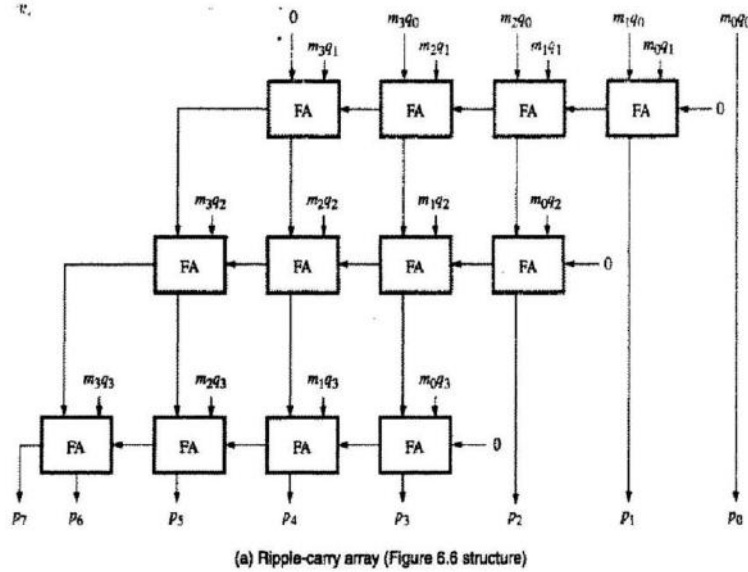 0 m₃q₀ m₂q₀ m₁q₀ m₀q₀
m₃q₁ m₂q₁ m₁q₁ m₀q₁
FA FA FA FA 0
m₃q₂ m₂q₂ m₁q₂ m₀q₂
FA FA FA FA 0
m₃q₃ m₂q₃ m₁q₃ m₀q₃
FA FA FA FA 0
p₇ p₆ p₅ p₄ p₃ p₂ p₁ p₀
(a) Ripple-carry array (Figure 6.6 structure)